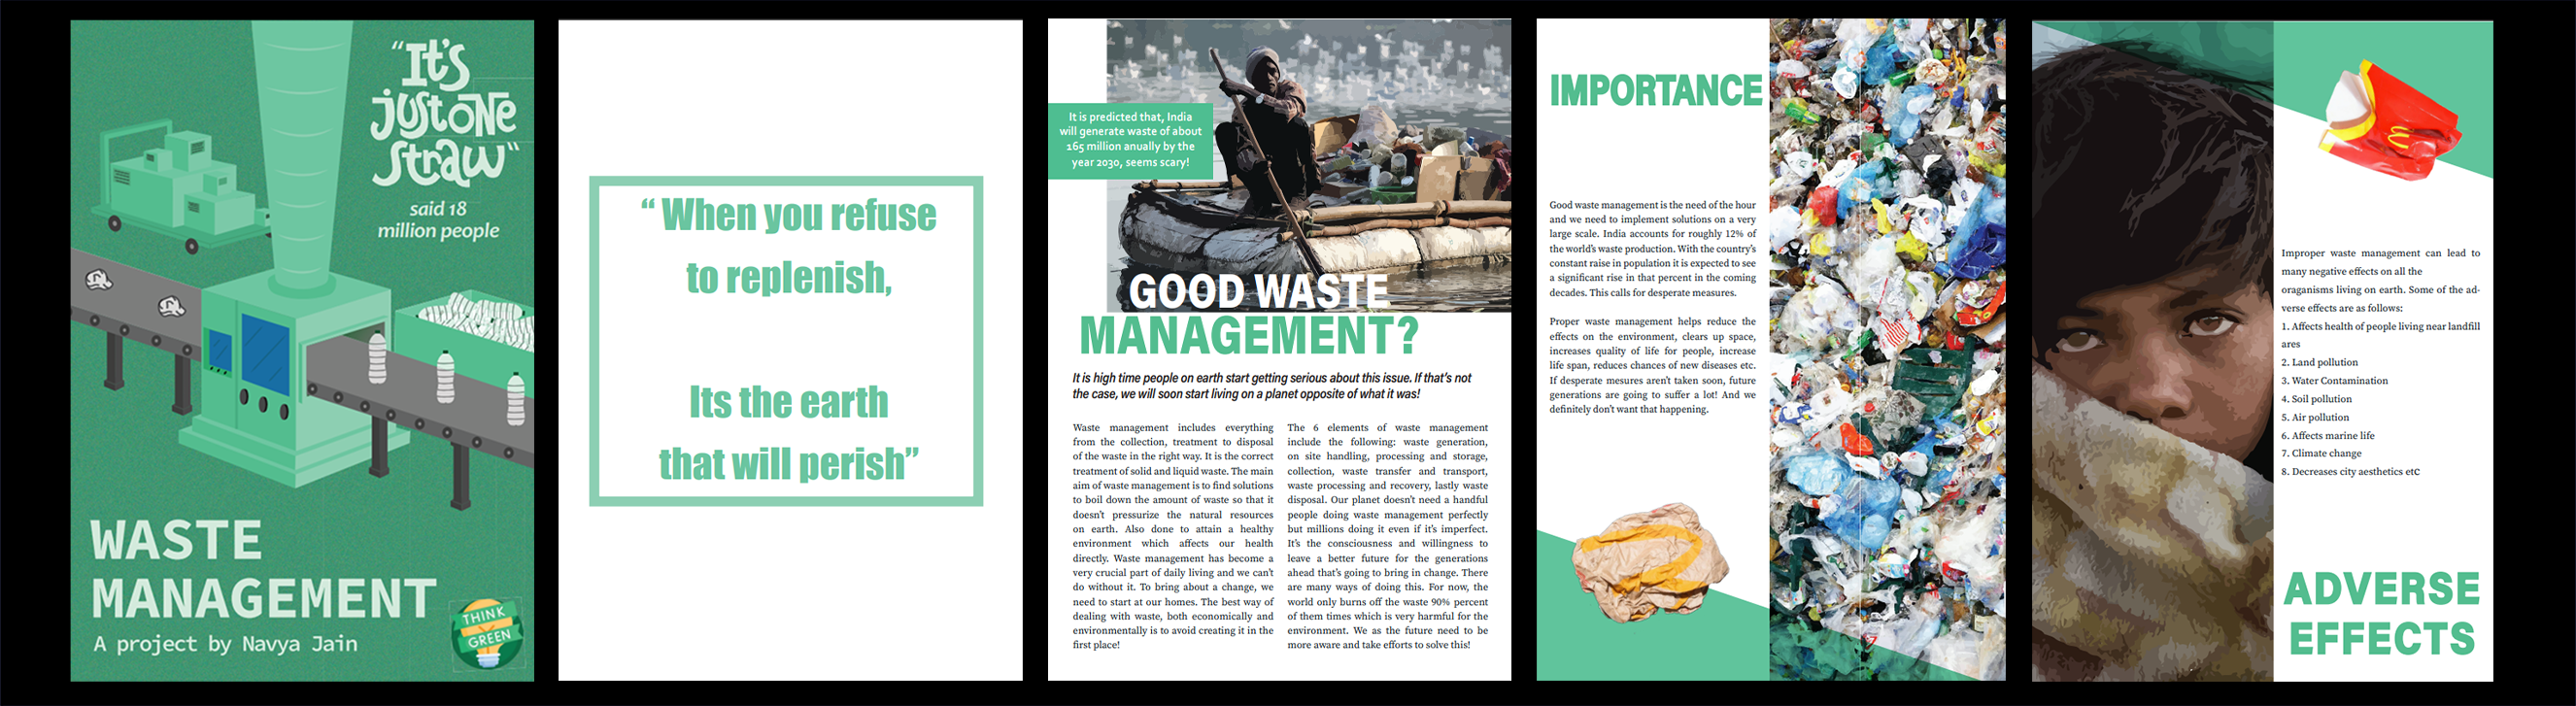 “It's
just one
straw“
said 18
million people
WASTE
MANAGEMENT
A project by Navya Jain
THINK
GREEN
“ When you refuse
to replenish,
Its the earth
that will perish”
It is predicted that, India
will generate waste of about
165 million anually by the
year 2030, seems scary!
GOOD WASTE
MANAGEMENT?
It is high time people on earth start getting serious about this issue. If that’s not
the case, we will soon start living on a planet opposite of what it was!
Waste management includes everything
from the collection, treatment to disposal
of the waste in the right way. It is the correct
treatment of solid and liquid waste. The main
aim of waste management is to find solutions
to boil down the amount of waste so that it
doesn’t pressurize the natural resources
on earth. Also done to attain a healthy
environment which affects our health
directly. Waste management has become a
very crucial part of daily living and we can’t
do without it. To bring about a change, we
need to start at our homes. The best way of
dealing with waste, both economically and
environmentally is to avoid creating it in the
first place!
The 6 elements of waste management
include the following: waste generation,
on site handling, processing and storage,
collection, waste transfer and transport,
waste processing and recovery, lastly waste
disposal. Our planet doesn’t need a handful
people doing waste management perfectly
but millions doing it even if it’s imperfect.
It’s the consciousness and willingness to
leave a better future for the generations
ahead that’s going to bring in change. There
are many ways of doing this. For now, the
world only burns off the waste 90% percent
of them times which is very harmful for the
environment. We as the future need to be
more aware and take efforts to solve this!
IMPORTANCE
Good waste management is the need of the hour
and we need to implement solutions on a very
large scale. India accounts for roughly 12% of
the world’s waste production. With the country’s
constant raise in population it is expected to see
a significant rise in that percent in the coming
decades. This calls for desperate measures.
Proper waste management helps reduce the
effects on the environment, clears up space,
increases quality of life for people, increase
life span, reduces chances of new diseases etc.
If desperate mesures aren’t taken soon, future
generations are going to suffer a lot! And we
definitely don’t want that happening.
Improper waste management can lead to
many negative effects on all the
oraganisms living on earth. Some of the ad-
verse effects are as follows:
1. Affects health of people living near landfill
ares
2. Land pollution
3. Water Contamination
4. Soil pollution
5. Air pollution
6. Affects marine life
7. Climate change
8. Decreases city aesthetics etc
ADVERSE
EFFECTS